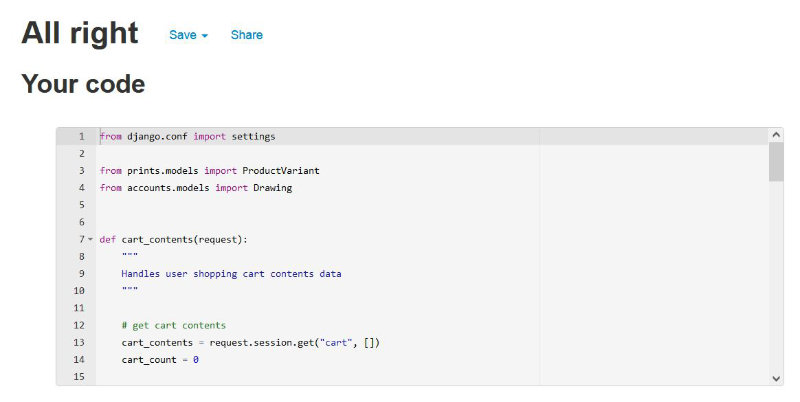 All right Save Share
Your code
1 from django.conf import settings
2
3 from prints.models import ProductVariant
4 from accounts.models import Drawing
5
6
7 def cart_contents(request):
8 """
9 Handles user shopping cart contents data
10 """
11
12 # get cart contents
13 cart_contents = request.session.get("cart", [])
14 cart_count = 0
15